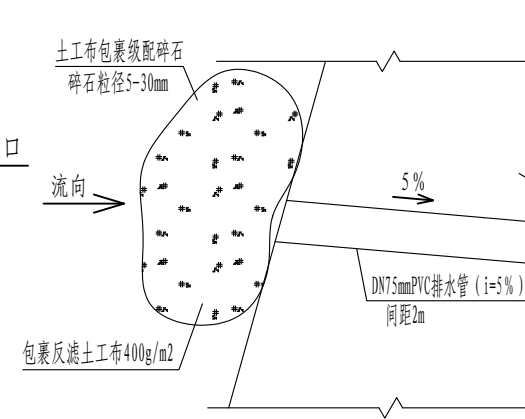 土工布包裹级配碎石
碎石粒径5-30mm
口
流向
5%
DN75mmPVC排水管（i=5%）
间距2m
包裹反滤土工布400g/m2